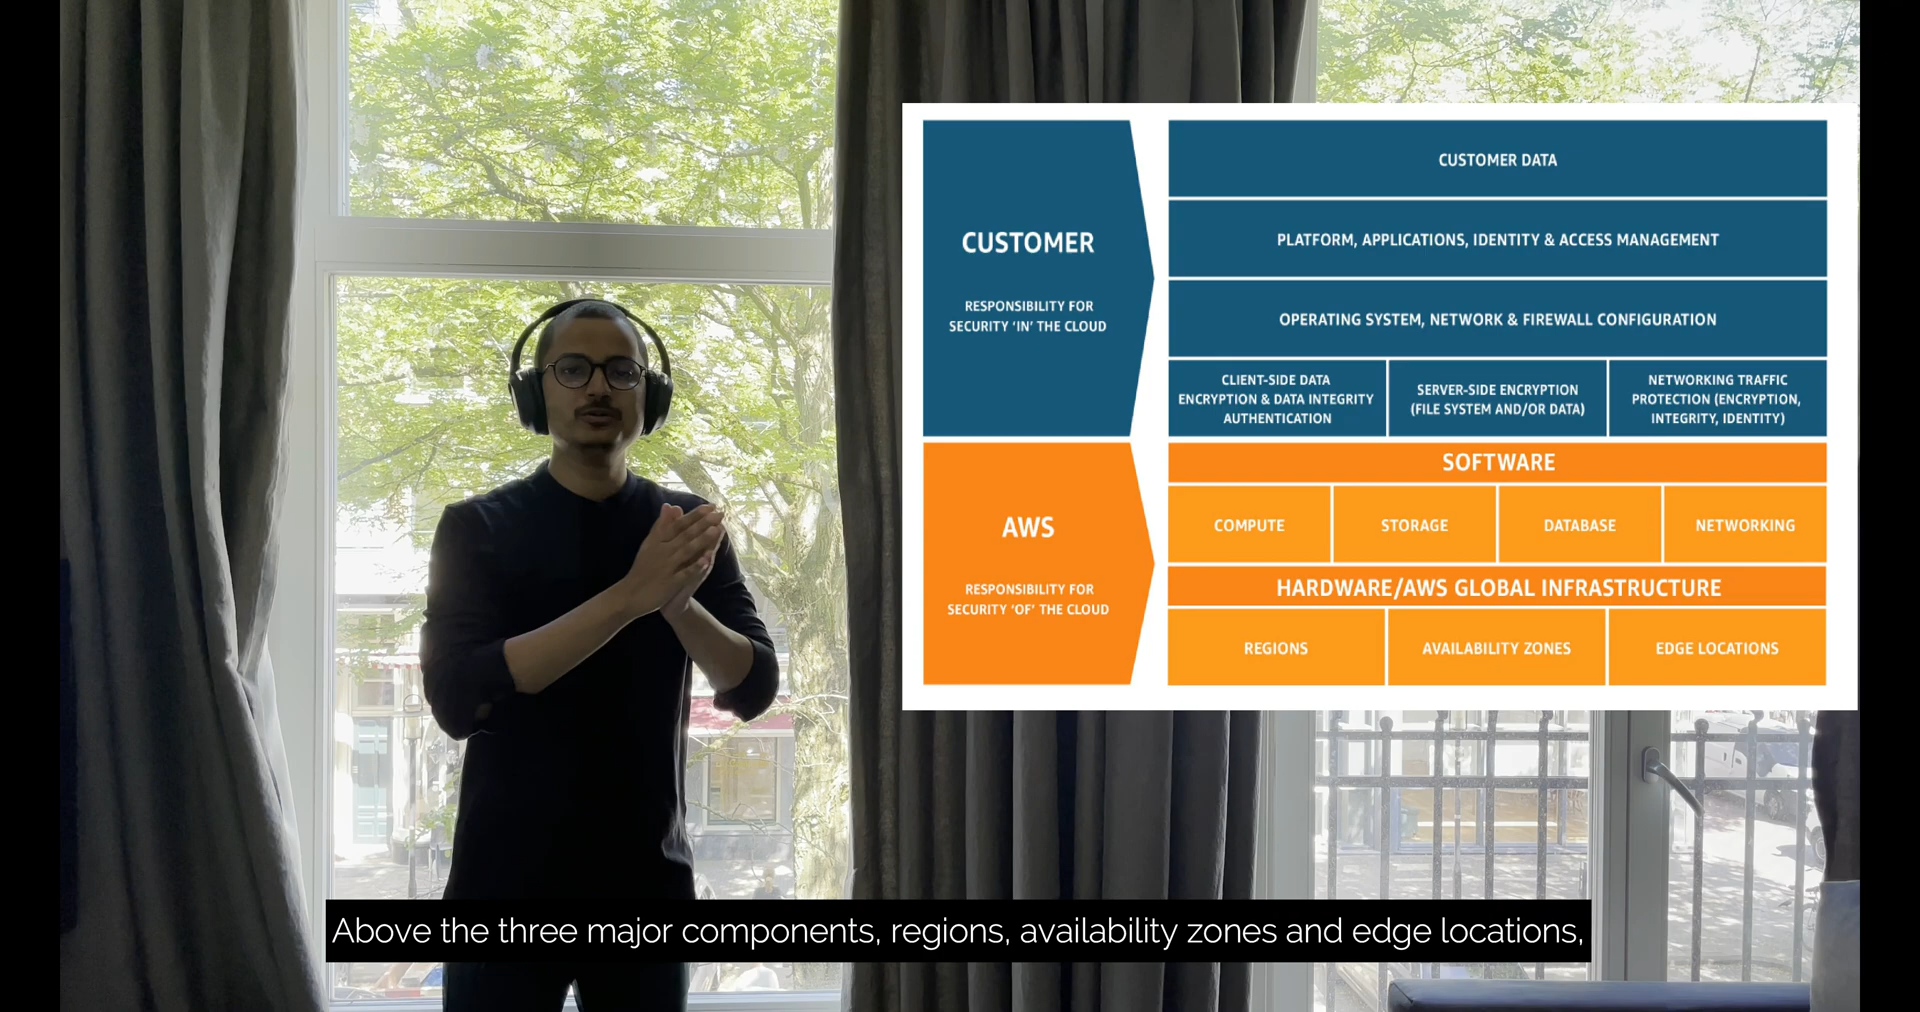 CUSTOMER
RESPONSIBILITY FOR
SECURITY ‘IN’ THE CLOUD
CUSTOMER DATA
PLATFORM, APPLICATIONS, IDENTITY & ACCESS MANAGEMENT
OPERATING SYSTEM, NETWORK & FIREWALL CONFIGURATION
CLIENT-SIDE DATA
ENCRYPTION & DATA INTEGRITY
AUTHENTICATION
SERVER-SIDE ENCRYPTION
(FILE SYSTEM AND/OR DATA)
NETWORKING TRAFFIC
PROTECTION (ENCRYPTION,
INTEGRITY, IDENTITY)
AWS
RESPONSIBILITY FOR
SECURITY ‘OF’ THE CLOUD
SOFTWARE
COMPUTE
STORAGE
DATABASE
NETWORKING
HARDWARE/AWS GLOBAL INFRASTRUCTURE
REGIONS
AVAILABILITY ZONES
EDGE LOCATIONS
Above the three major components, regions, availability zones and edge locations,